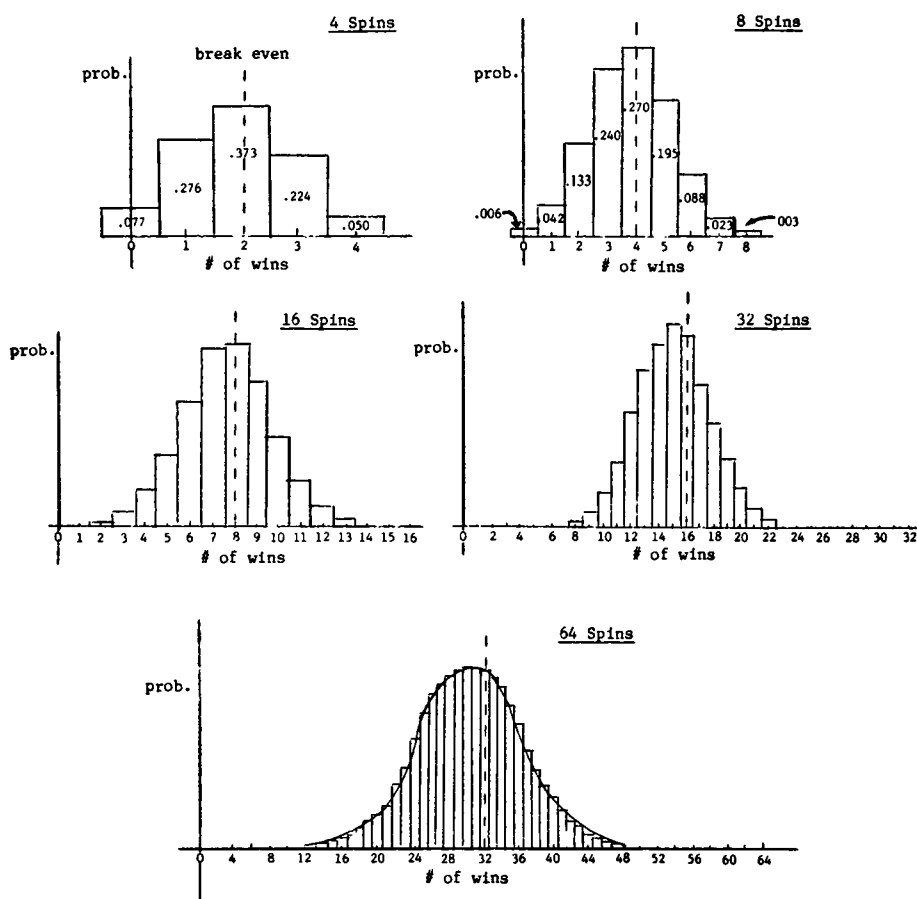 4 Spins
break even
prob.
.077 .276 .373 .224 .050
0 1 2 3 4
# of wins
8 Spins
prob.
.006 .042 .133 .240 .270 .195 .088 .023 003
0 1 2 3 4 5 6 7 8
# of wins
16 Spins
prob.
0 1 2 3 4 5 6 7 8 9 10 11 12 13 14 15 16
# of wins
32 Spins
prob.
0 2 4 6 8 10 12 14 16 18 20 22 24 26 28 30 32
# of wins
64 Spins
prob.
0 4 8 12 16 20 24 28 32 36 40 44 48 52 56 60 64
# of wins